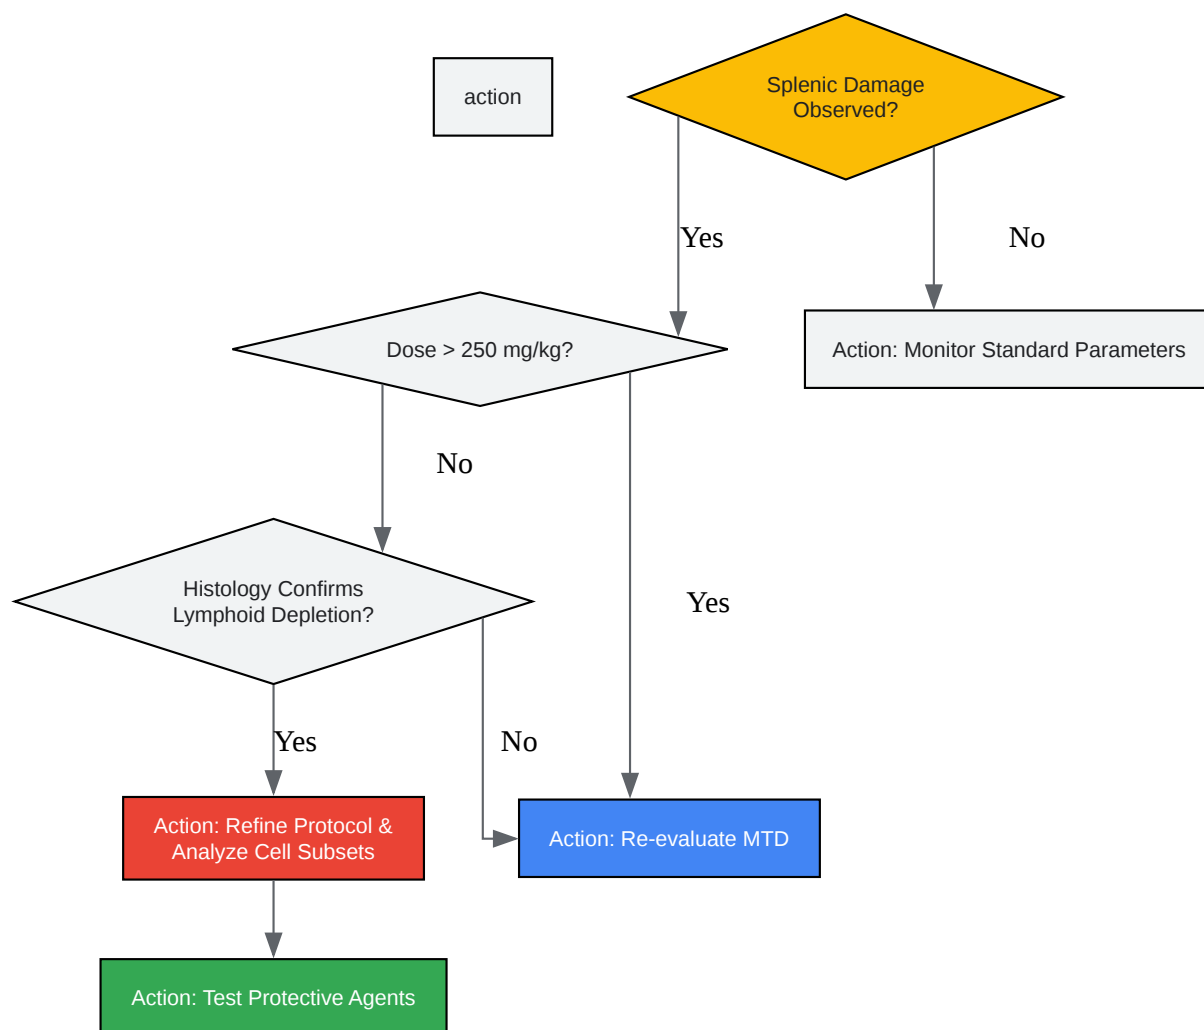 action
Splenic Damage
Observed?
Yes
No
Dose > 250 mg/kg?
Action: Monitor Standard Parameters
No
Histology Confirms
Lymphoid Depletion?
Yes
Yes
No
Action: Refine Protocol &
Analyze Cell Subsets
Action: Re-evaluate MTD
Action: Test Protective Agents